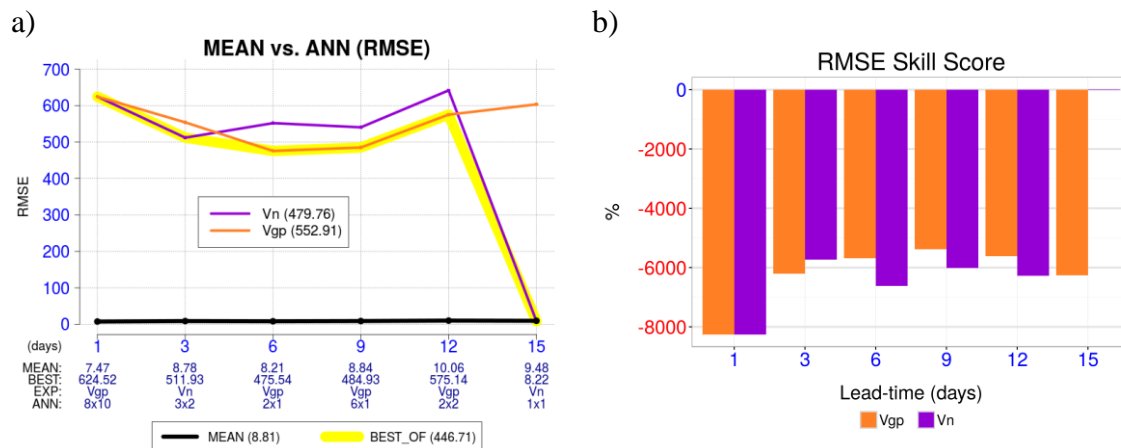 a)
MEAN vs. ANN (RMSE)
700
600
500
400
300
200
100
0
RMSE
Vn (479.76)
Vgp (552.91)
(days) 1 3 6 9 12 15
MEAN: 7.47 8.78 8.21 8.84 10.06 9.48
BEST: 624.52 511.93 475.54 484.93 575.14 8.22
EXP: Vgp Vn Vgp Vgp Vgp Vn
ANN: 8x10 3x2 2x1 6x1 2x2 1x1
MEAN (8.81) BEST_OF (446.71)
b)
RMSE Skill Score
0
-2000
-4000
-6000
-8000
%
1 3 6 9 12 15
Lead-time (days)
Vgp Vn